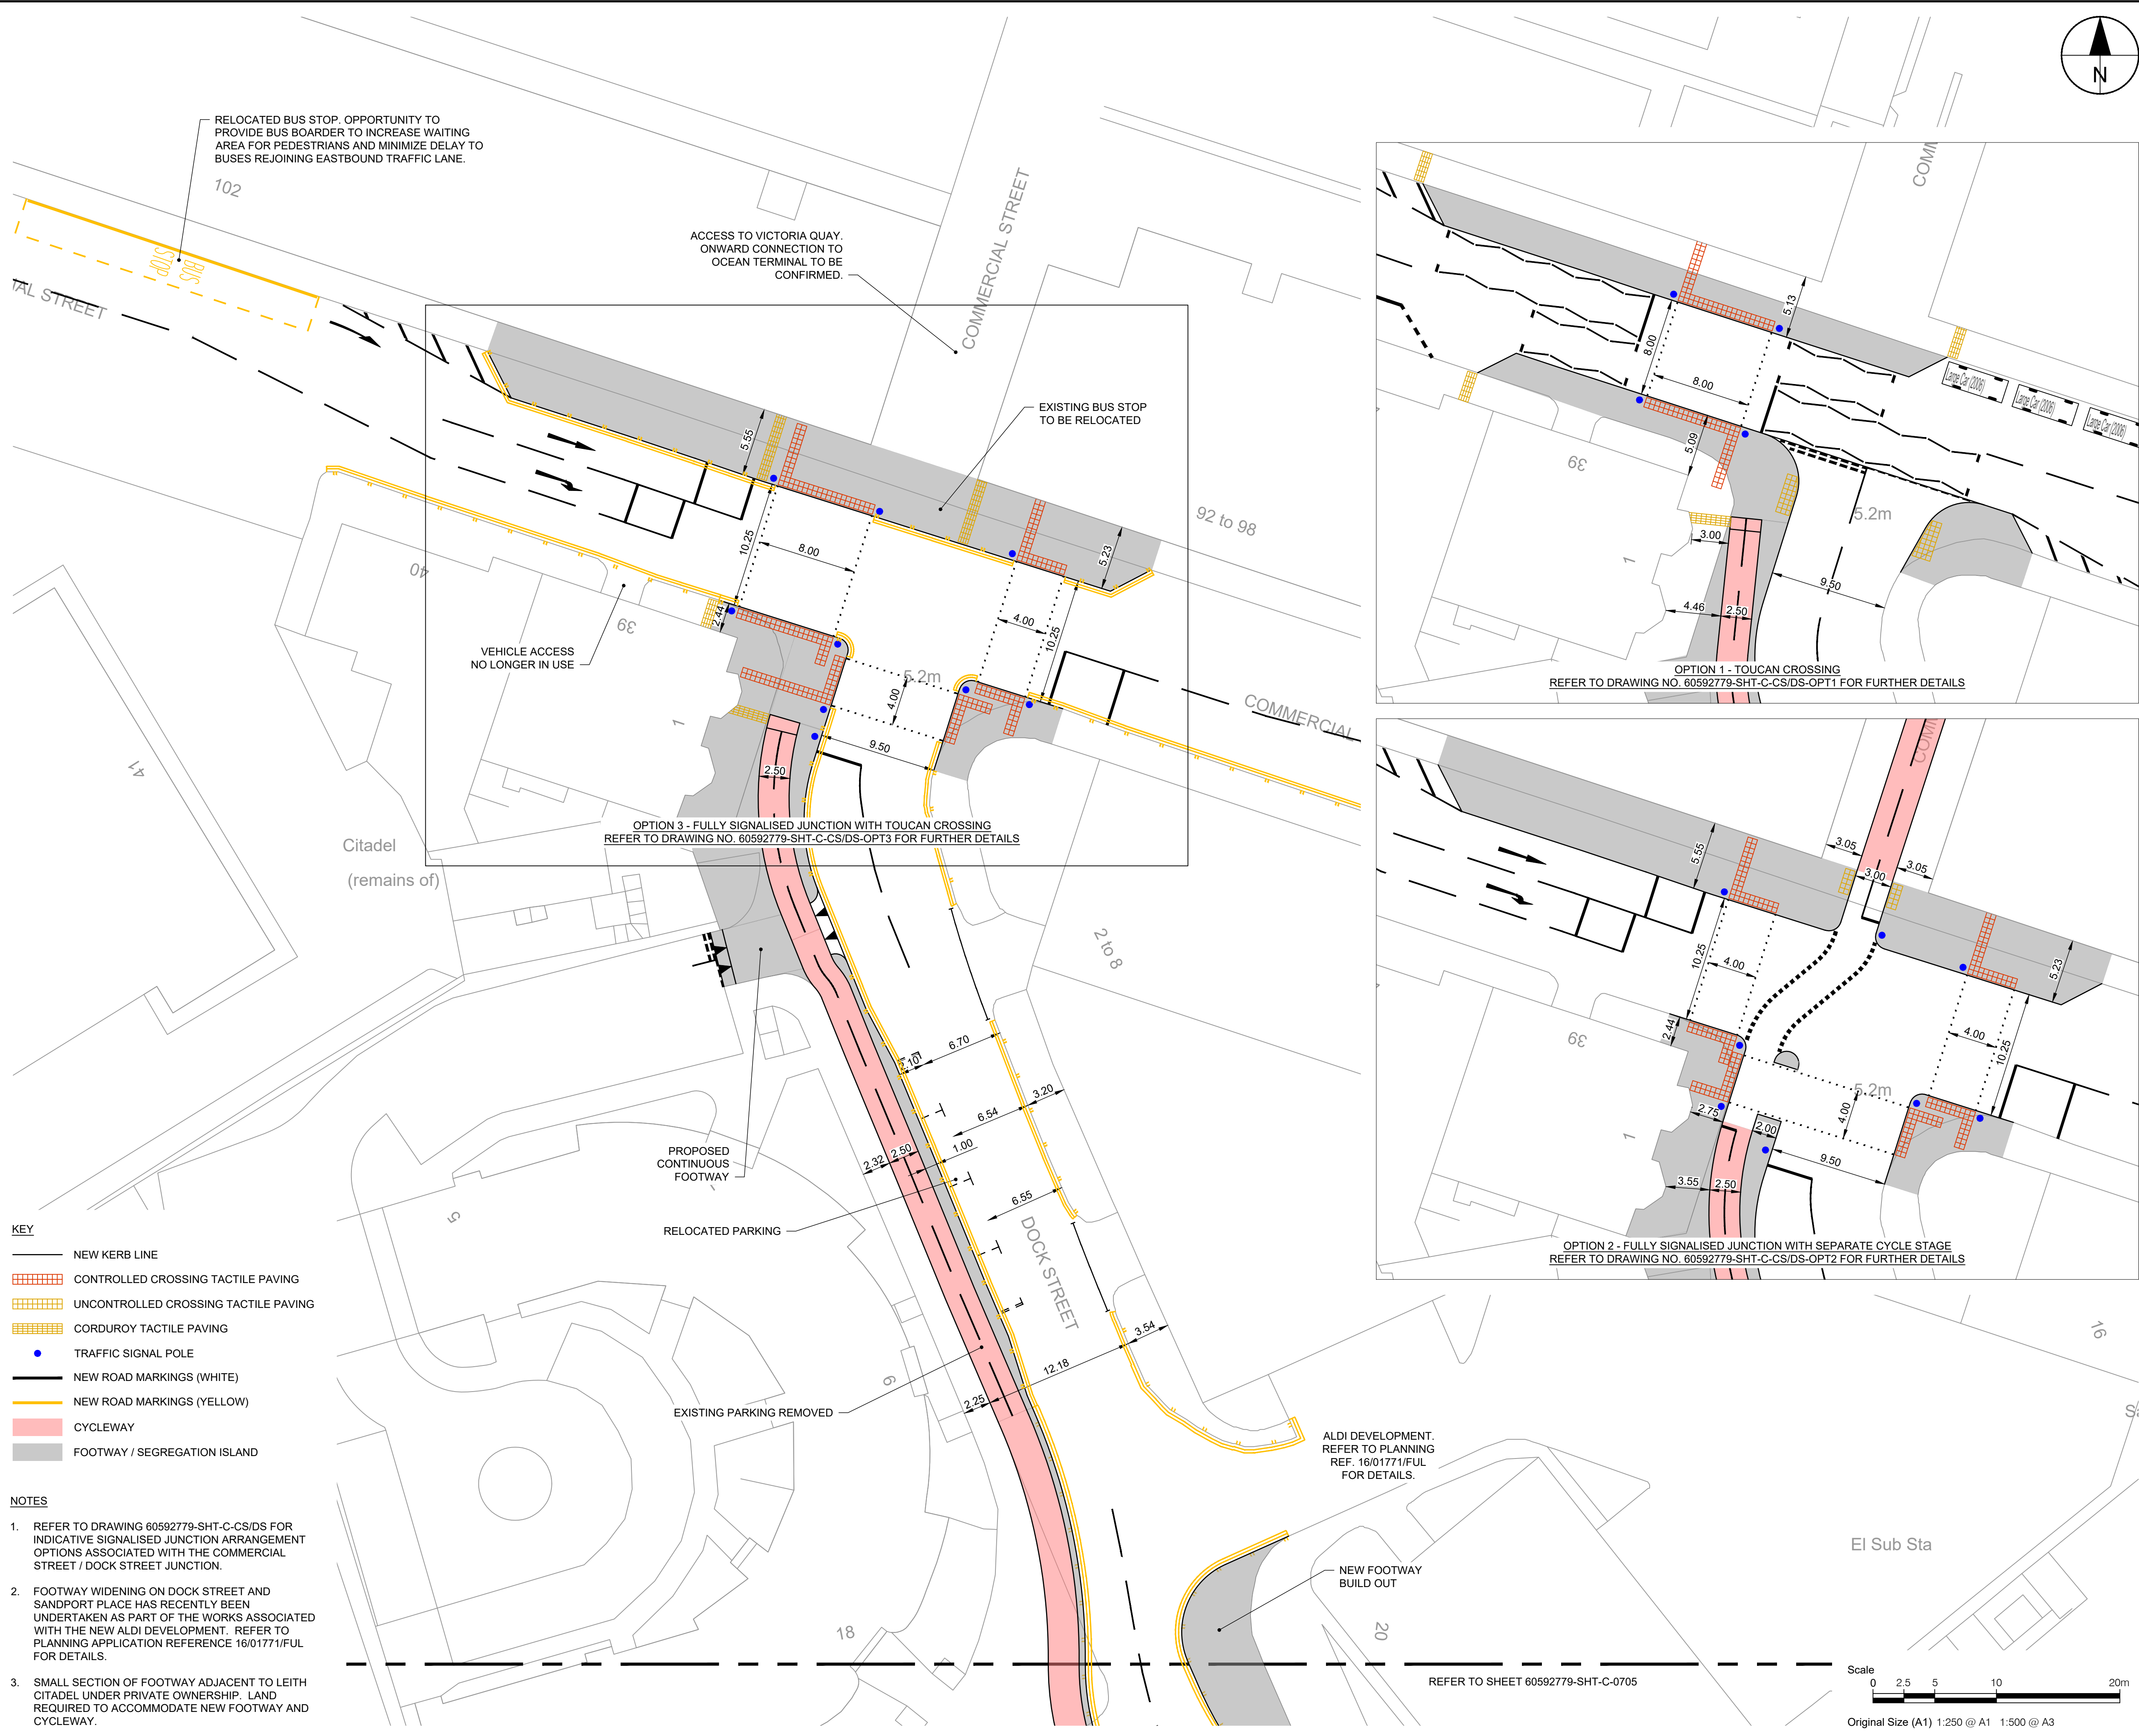 N
RELOCATED BUS STOP. OPPORTUNITY TO
PROVIDE BUS BOARDER TO INCREASE WAITING
AREA FOR PEDESTRIANS AND MINIMIZE DELAY TO
BUSES REJOINING EASTBOUND TRAFFIC LANE.
102
BUS
STOP
ACCESS TO VICTORIA QUAY.
ONWARD CONNECTION TO
OCEAN TERMINAL TO BE
CONFIRMED.
COMMERCIAL STREET
EXISTING BUS STOP
TO BE RELOCATED
92 to 98
5.55
10.25
8.00
5.23
4.00
10.25
2.44
5.2m
4.00
9.50
2.50
40
39
1
41
VEHICLE ACCESS
NO LONGER IN USE
COMMERCIAL
OPTION 3 - FULLY SIGNALISED JUNCTION WITH TOUCAN CROSSING
REFER TO DRAWING NO. 60592779-SHT-C-CS/DS-OPT3 FOR FURTHER DETAILS
Citadel
(remains of)
2 to 8
6.70
3.20
6.54
1.00
2.32
2.50
6.55
3.54
12.18
2.25
PROPOSED
CONTINUOUS
FOOTWAY
RELOCATED PARKING
DOCK STREET
EXISTING PARKING REMOVED
5
6
18
20
16
ALDI DEVELOPMENT.
REFER TO PLANNING
REF. 16/01771/FUL
FOR DETAILS.
NEW FOOTWAY
BUILD OUT
El Sub Sta
REFER TO SHEET 60592779-SHT-C-0705
5.13
8.00
8.00
5.09
Large Car (2006)
Large Car (2006)
Large Car (2006)
39
1
5.2m
3.00
9.50
4.46
2.50
OPTION 1 - TOUCAN CROSSING
REFER TO DRAWING NO. 60592779-SHT-C-CS/DS-OPT1 FOR FURTHER DETAILS
5.55
3.05
3.05
3.00
10.25
4.00
5.23
4.00
10.25
2.44
39
1
5.2m
2.75
2.00
4.00
9.50
3.55
2.50
OPTION 2 - FULLY SIGNALISED JUNCTION WITH SEPARATE CYCLE STAGE
REFER TO DRAWING NO. 60592779-SHT-C-CS/DS-OPT2 FOR FURTHER DETAILS
KEY
NEW KERB LINE
CONTROLLED CROSSING TACTILE PAVING
UNCONTROLLED CROSSING TACTILE PAVING
CORDUROY TACTILE PAVING
TRAFFIC SIGNAL POLE
NEW ROAD MARKINGS (WHITE)
NEW ROAD MARKINGS (YELLOW)
CYCLEWAY
FOOTWAY / SEGREGATION ISLAND
NOTES
1. REFER TO DRAWING 60592779-SHT-C-CS/DS FOR
INDICATIVE SIGNALISED JUNCTION ARRANGEMENT
OPTIONS ASSOCIATED WITH THE COMMERCIAL
STREET / DOCK STREET JUNCTION.
2. FOOTWAY WIDENING ON DOCK STREET AND
SANDPORT PLACE HAS RECENTLY BEEN
UNDERTAKEN AS PART OF THE WORKS ASSOCIATED
WITH THE NEW ALDI DEVELOPMENT. REFER TO
PLANNING APPLICATION REFERENCE 16/01771/FUL
FOR DETAILS.
3. SMALL SECTION OF FOOTWAY ADJACENT TO LEITH
CITADEL UNDER PRIVATE OWNERSHIP. LAND
REQUIRED TO ACCOMMODATE NEW FOOTWAY AND
CYCLEWAY.
Scale
0 2.5 5 10 20m
Original Size (A1) 1:250 @ A1 1:500 @ A3